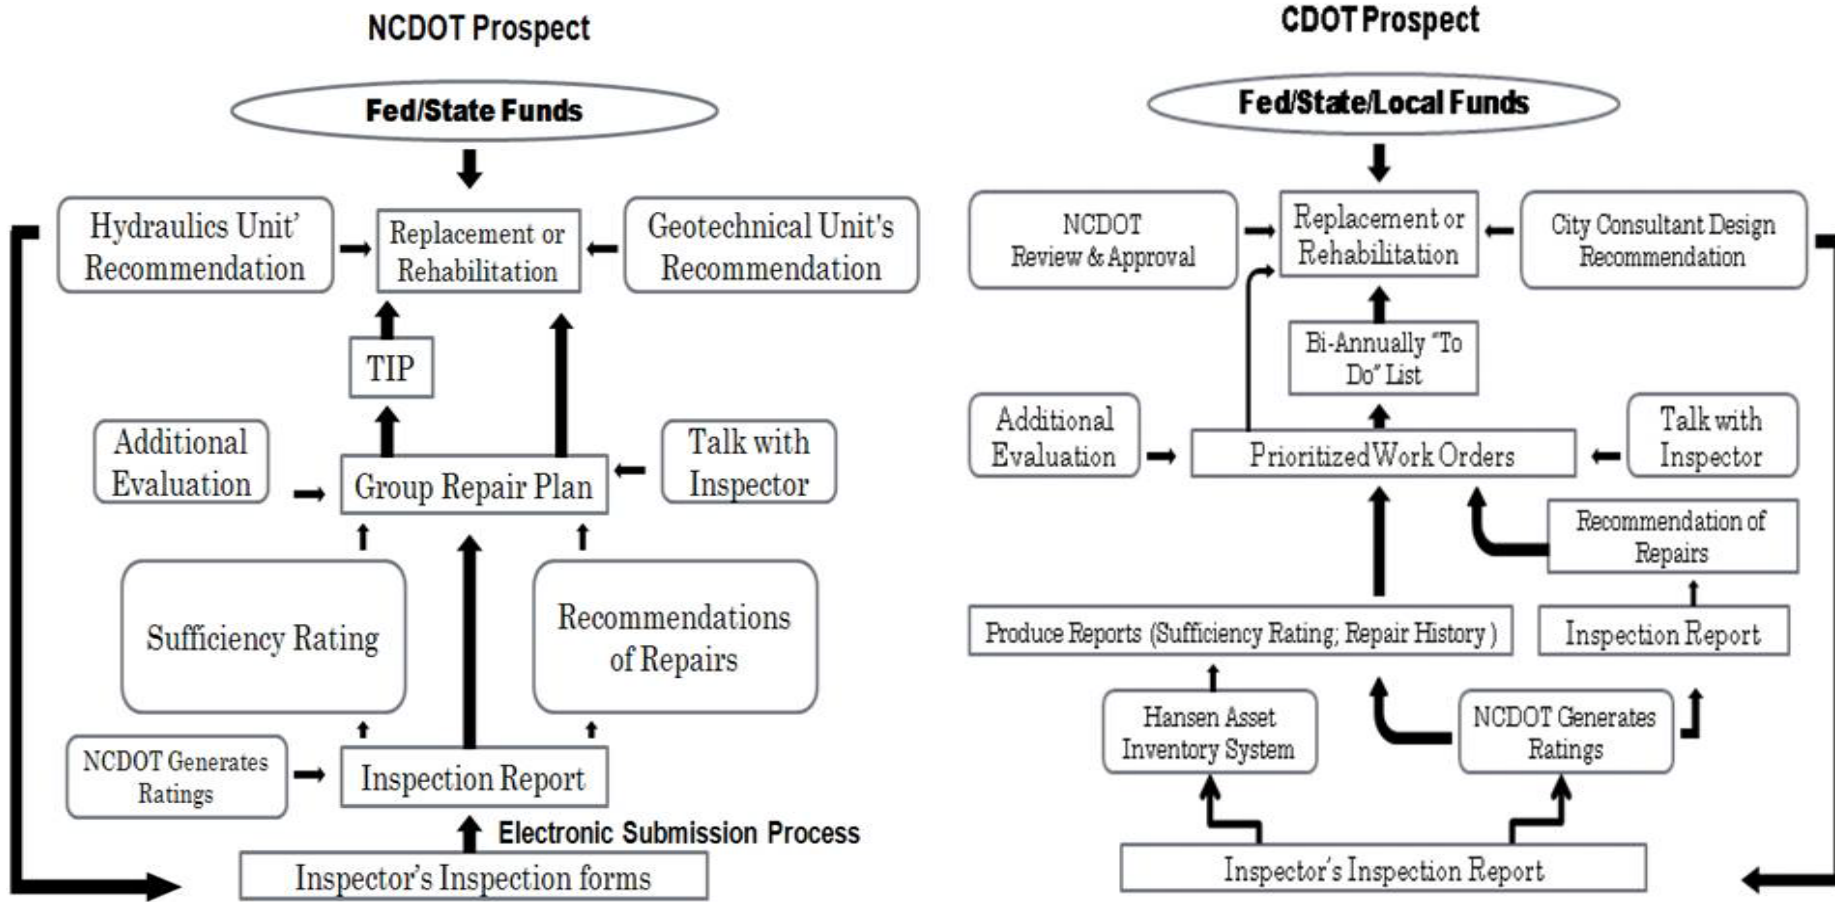 NCDOT Prospect
Fed/State Funds
Hydraulics Unit’
Recommendation
Replacement or
Rehabilitation
Geotechnical Unit's
Recommendation
TIP
Additional
Evaluation
Group Repair Plan
Talk with
Inspector
Sufficiency Rating
Recommendations
of Repairs
NCDOT Generates
Ratings
Inspection Report
Electronic Submission Process
Inspector’s Inspection forms
CDOT Prospect
Fed/State/Local Funds
NCDOT
Review & Approval
Replacement or
Rehabilitation
City Consultant Design
Recommendation
Bi-Annually “To
Do” List
Additional
Evaluation
Prioritized Work Orders
Talk with
Inspector
Recommendation of
Repairs
Produce Reports (Sufficiency Rating; Repair History )
Inspection Report
Hansen Asset
Inventory System
NCDOT Generates
Ratings
Inspector’s Inspection Report